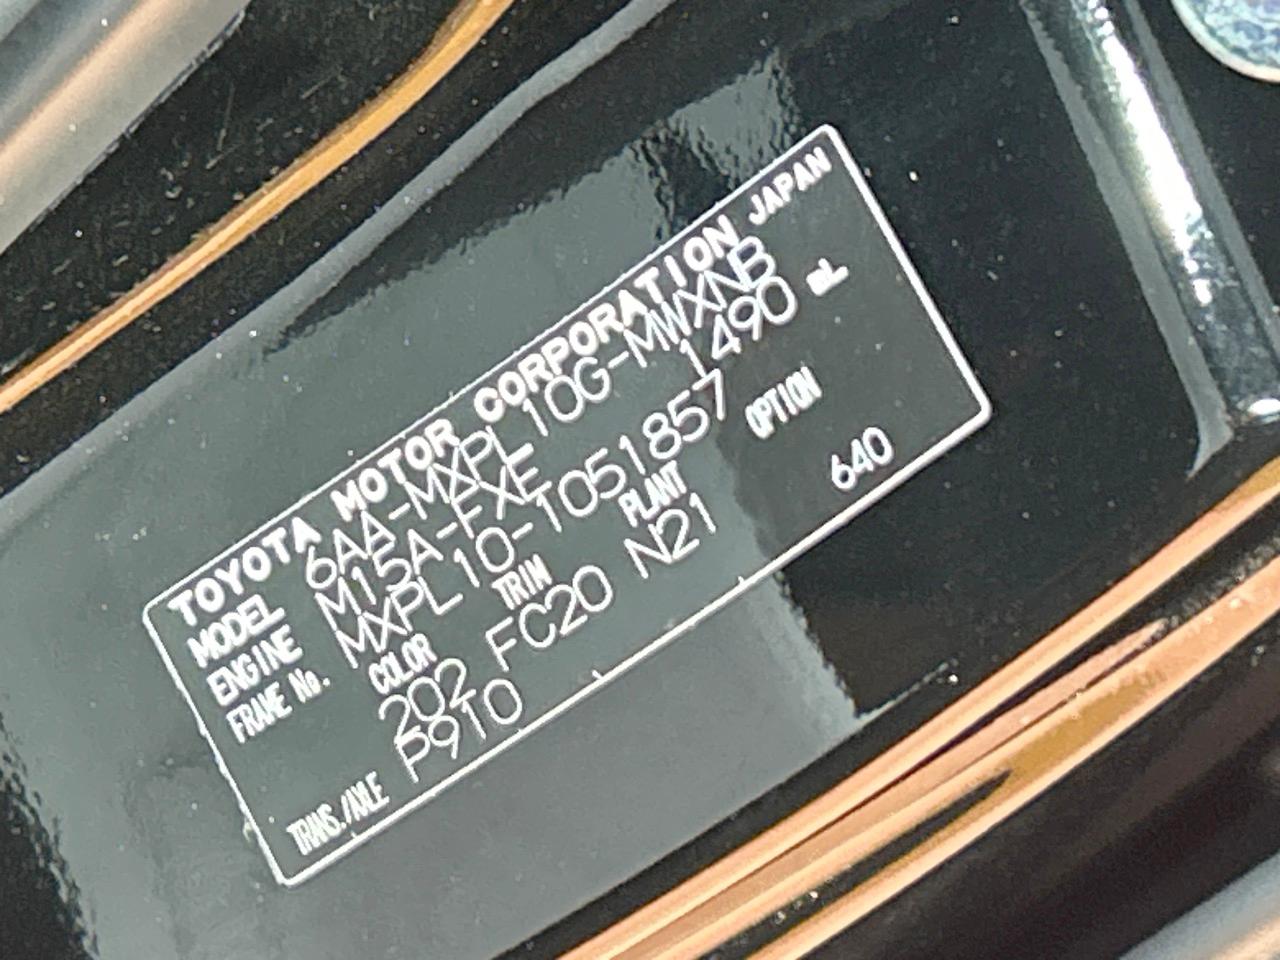 TOYOTA MOTOR CORPORATION JAPAN
MODEL 6AA-MXPL10G-MWXNB
ENGINE M15A-FXE 1490 mL
FRAME No. MXPL10-1051857
COLOR TRIM PLANT OPTION
202 FC20 N21 640
TRANS./AXLE P910